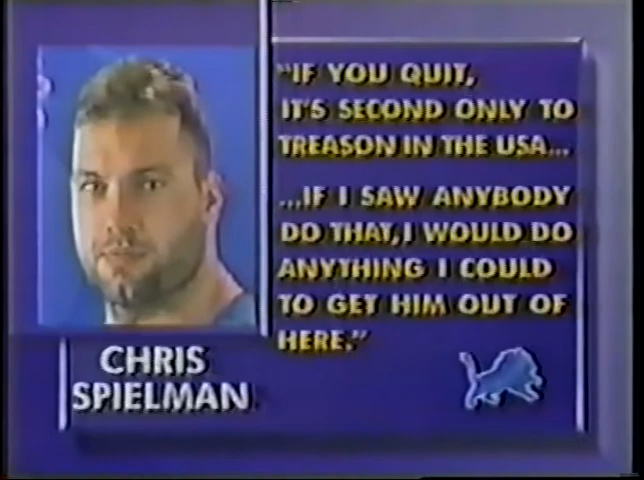 "IF YOU QUIT,
IT'S SECOND ONLY TO
TREASON IN THE USA...
...IF I SAW ANYBODY
DO THAT, I WOULD DO
ANYTHING I COULD
TO GET HIM OUT OF
HERE."
CHRIS
SPIELMAN